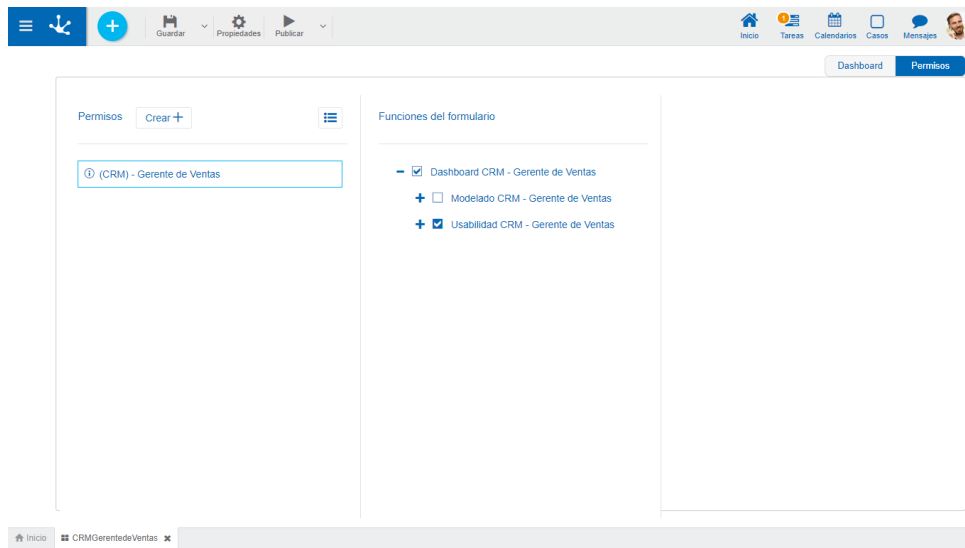 Guardar
Propiedades
Publicar
Inicio
1
Tareas
Calendarios
Casos
Mensajes
Dashboard
Permisos
Permisos
Crear
Funciones del formulario
(CRM) - Gerente de Ventas
Dashboard CRM - Gerente de Ventas
Modelado CRM - Gerente de Ventas
Usabilidad CRM - Gerente de Ventas
Inicio
CRMGerentedeVentas